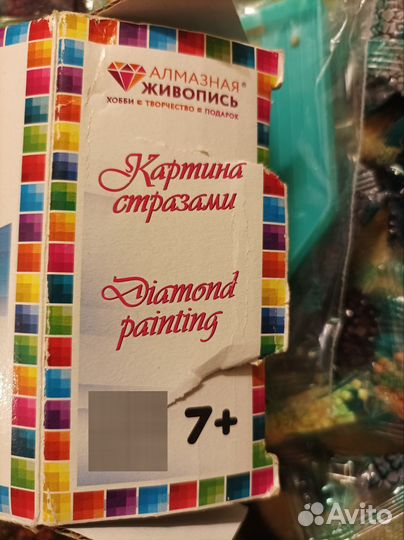 АЛМАЗНАЯ®
ЖИВОПИСЬ
ХОББИ ТВОРЧЕСТВО ПОДАРОК
Картина
стразами
Diamond
painting
7+
Avito